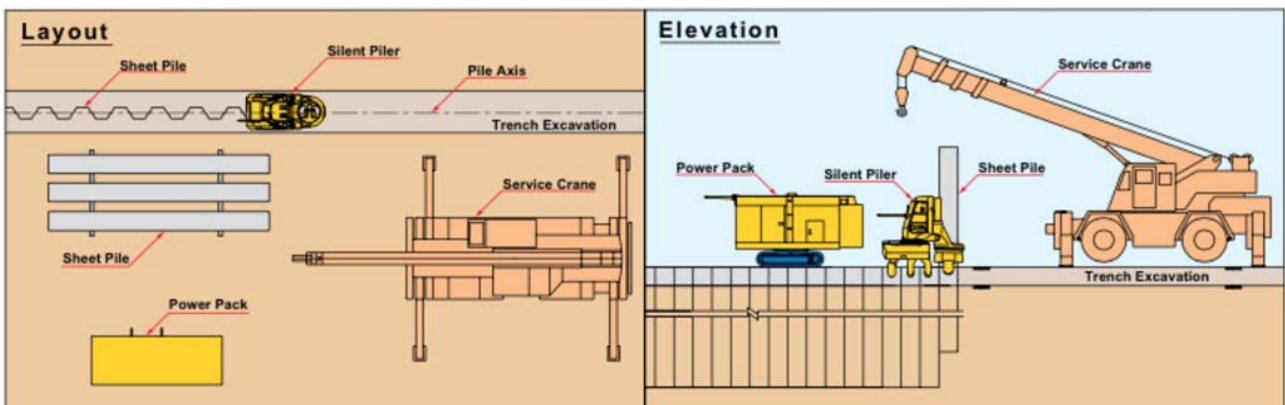 Layout
Sheet Pile
Silent Piler
Pile Axis
Trench Excavation
Service Crane
Sheet Pile
Power Pack
Elevation
Service Crane
Power Pack
Silent Piler
Sheet Pile
Trench Excavation